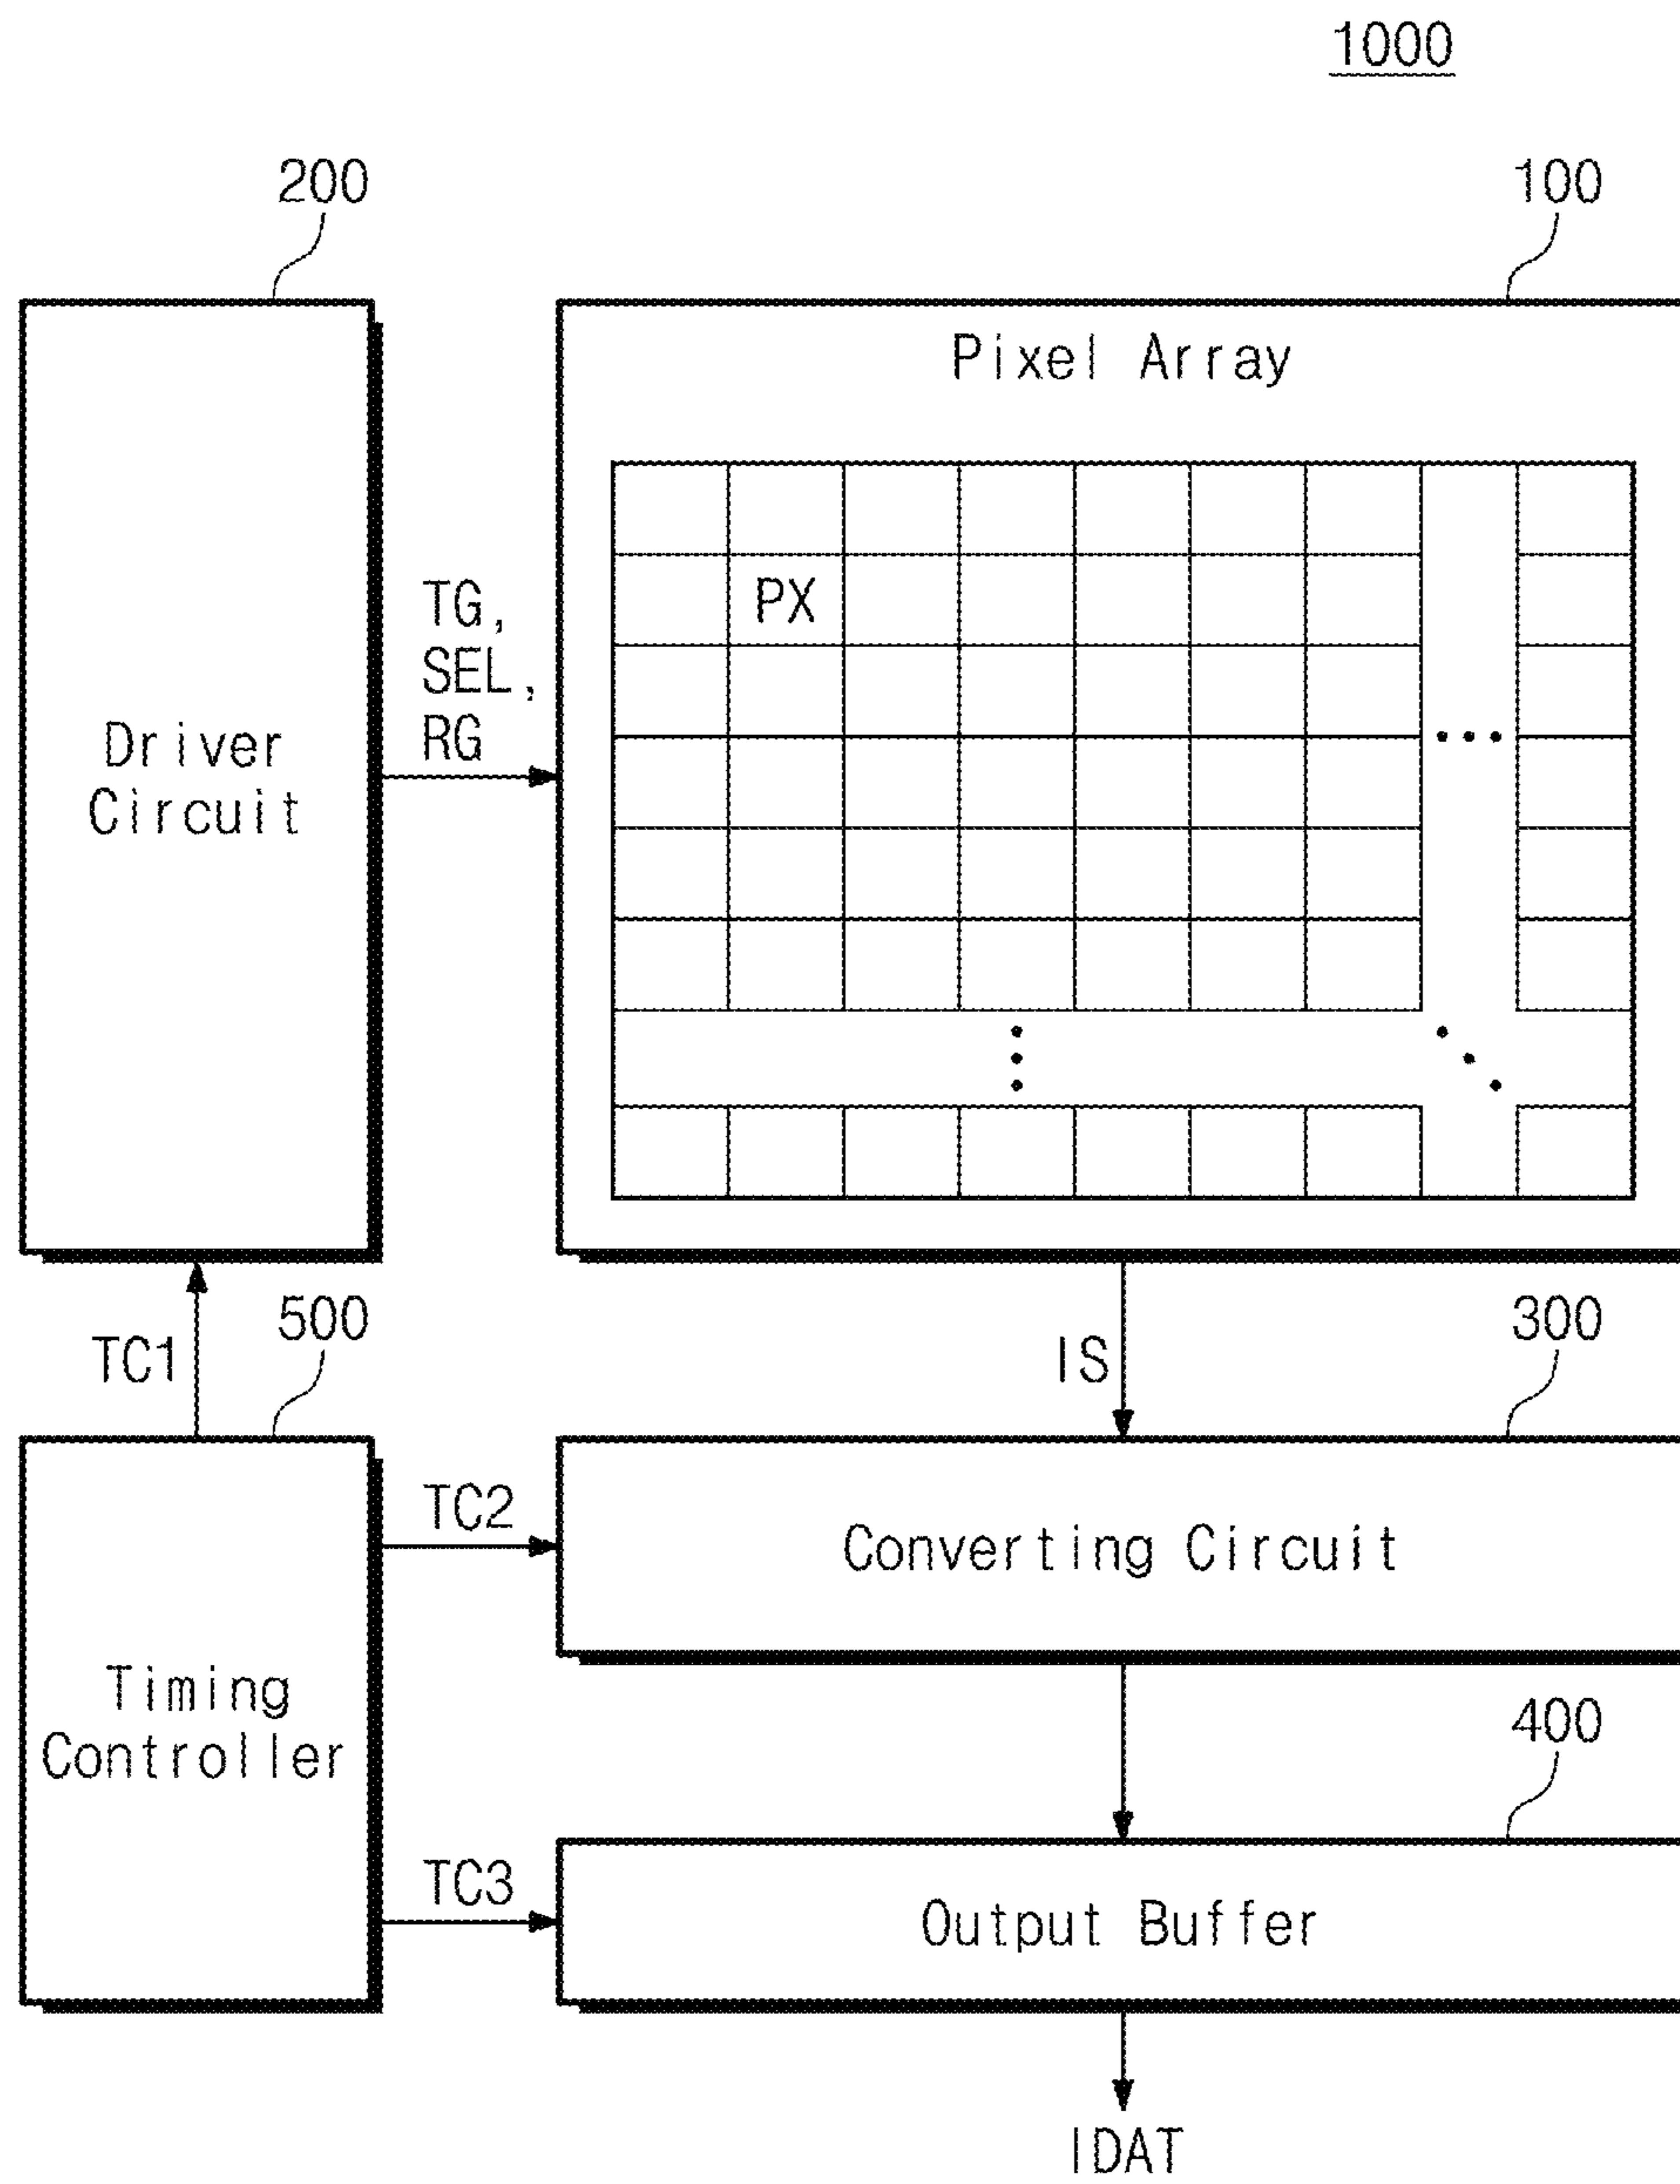 1000
200
100
Pixel Array
TG,
SEL,
RG
PX
Driver
Circuit
TC1
500
IS
300
TC2
Converting Circuit
Timing
Controller
400
TC3
Output Buffer
IDAT